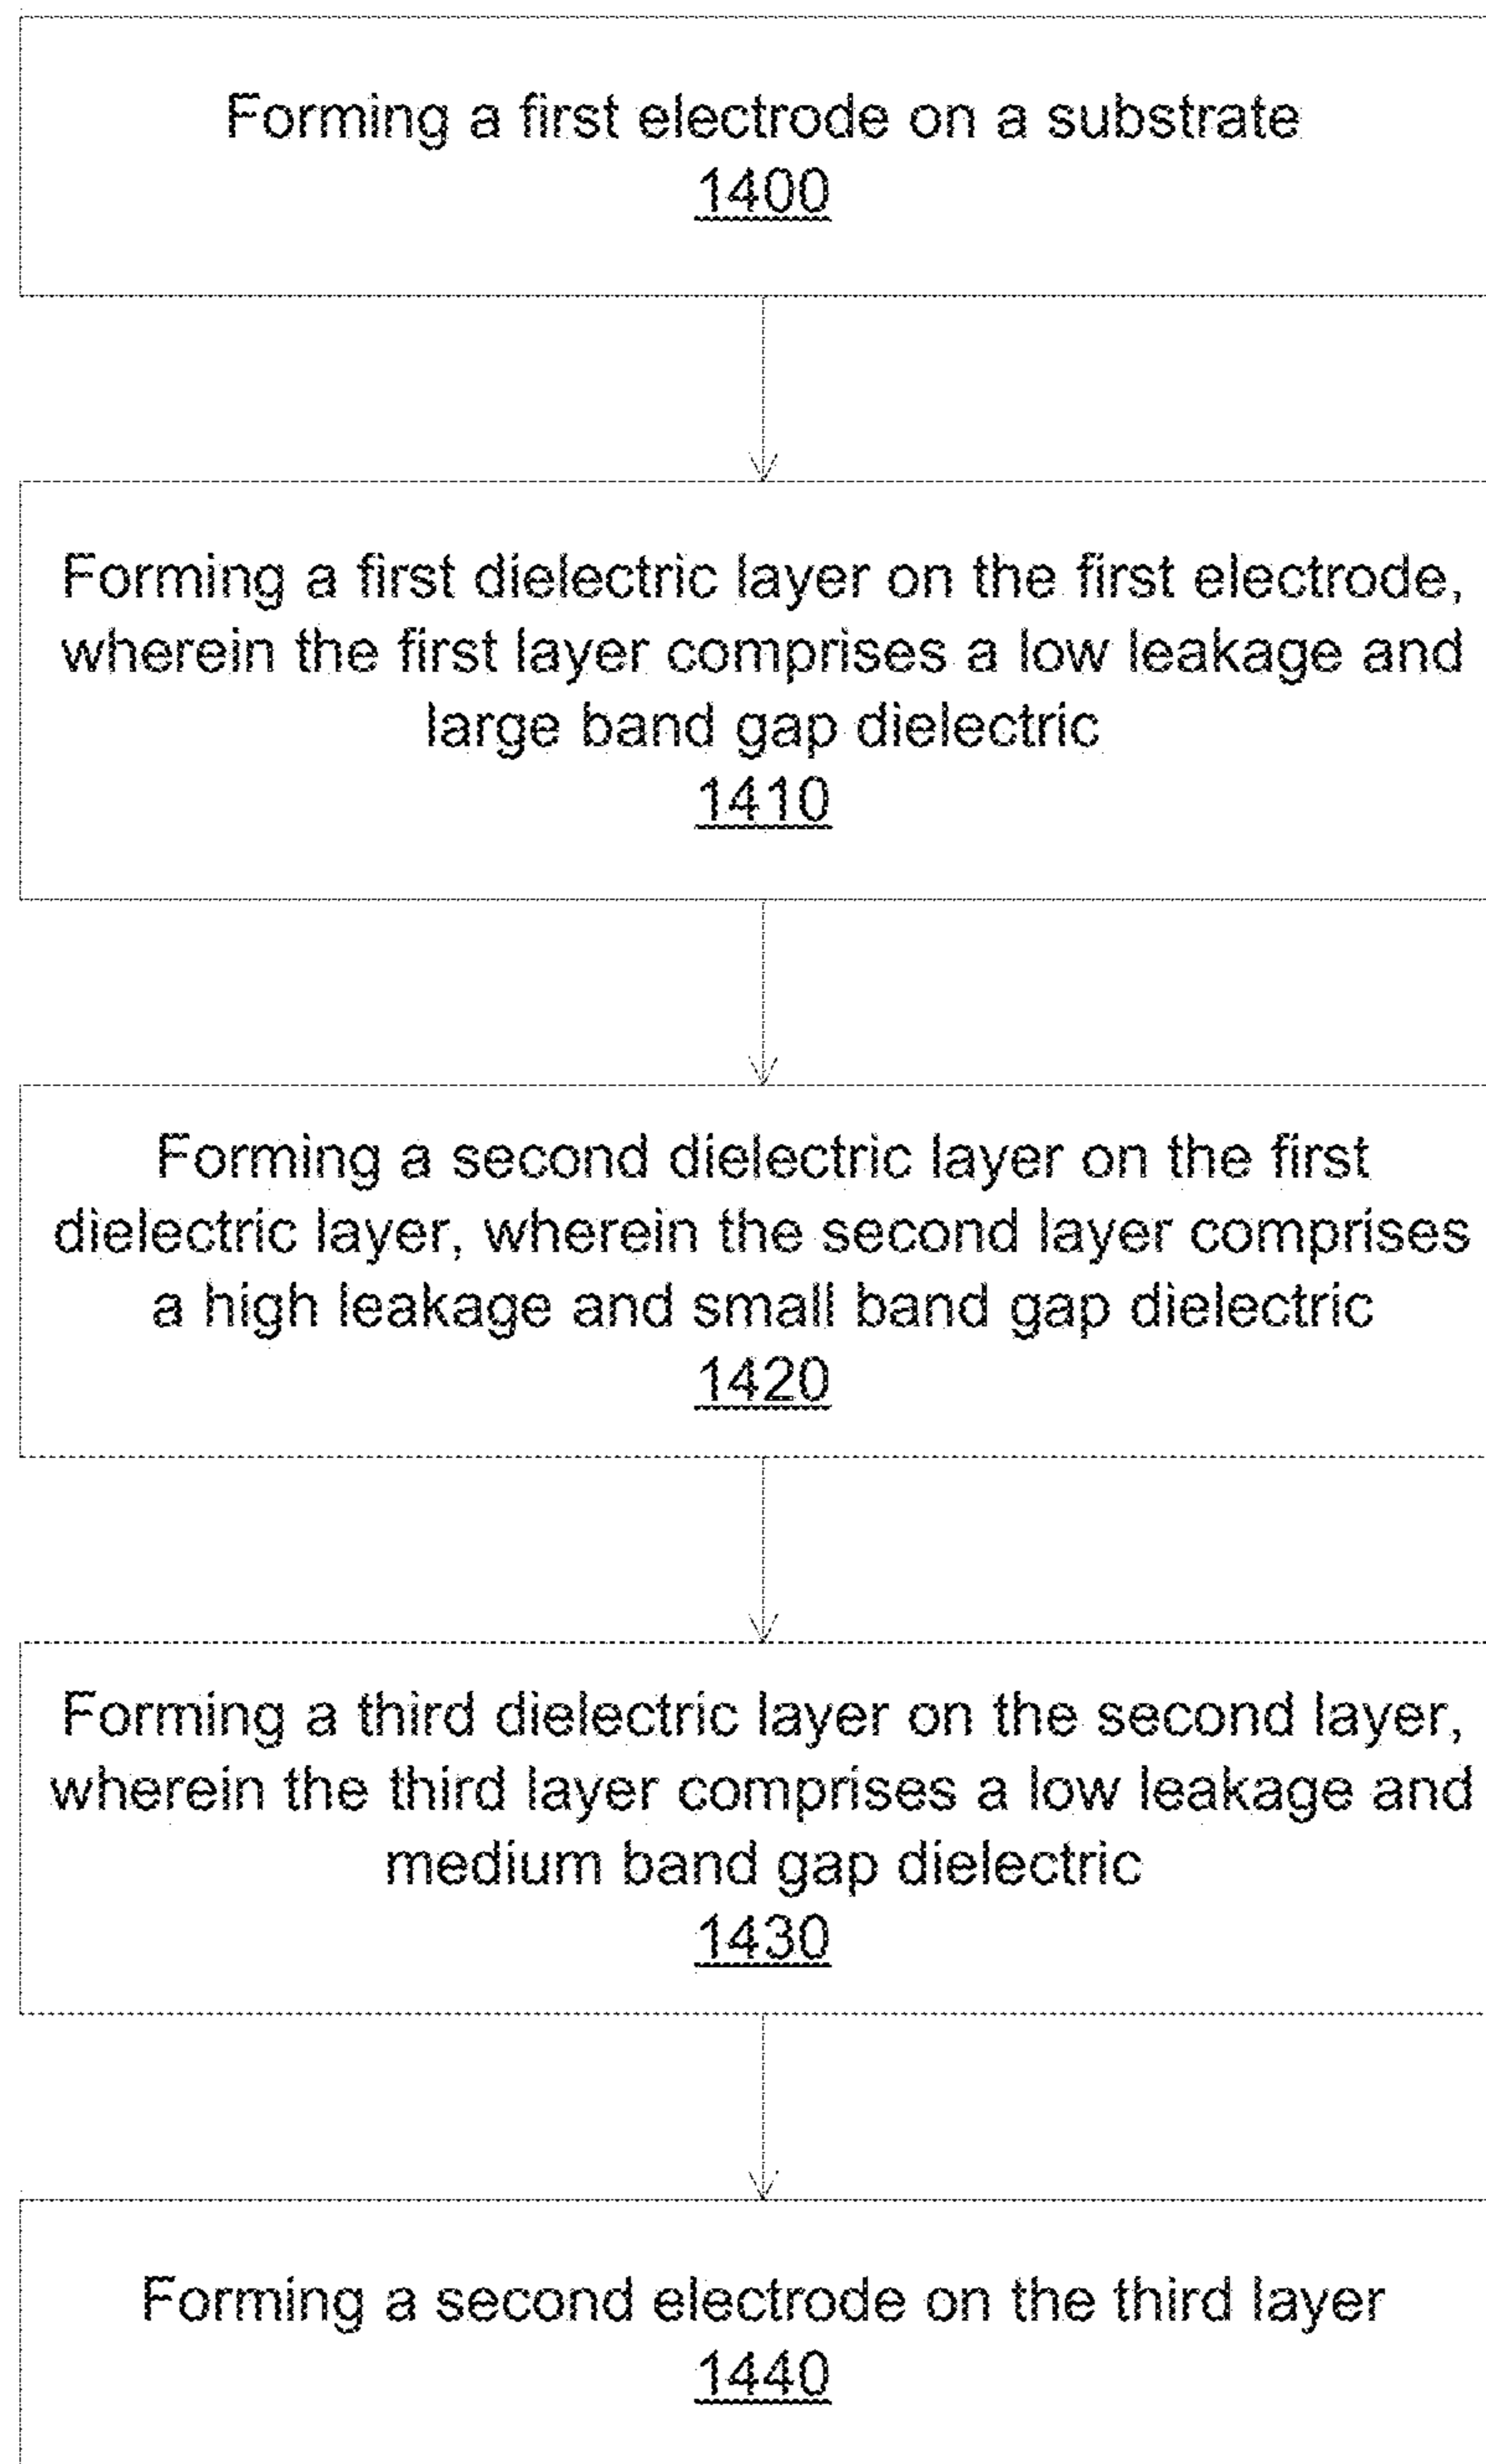 Forming a first electrode on a substrate
1400
Forming a first dielectric layer on the first electrode,
wherein the first layer comprises a low leakage and
large band gap dielectric
1410
Forming a second dielectric layer on the first
dielectric layer, wherein the second layer comprises
a high leakage and small band gap dielectric
1420
Forming a third dielectric layer on the second layer,
wherein the third layer comprises a low leakage and
medium band gap dielectric
1430
Forming a second electrode on the third layer
1440